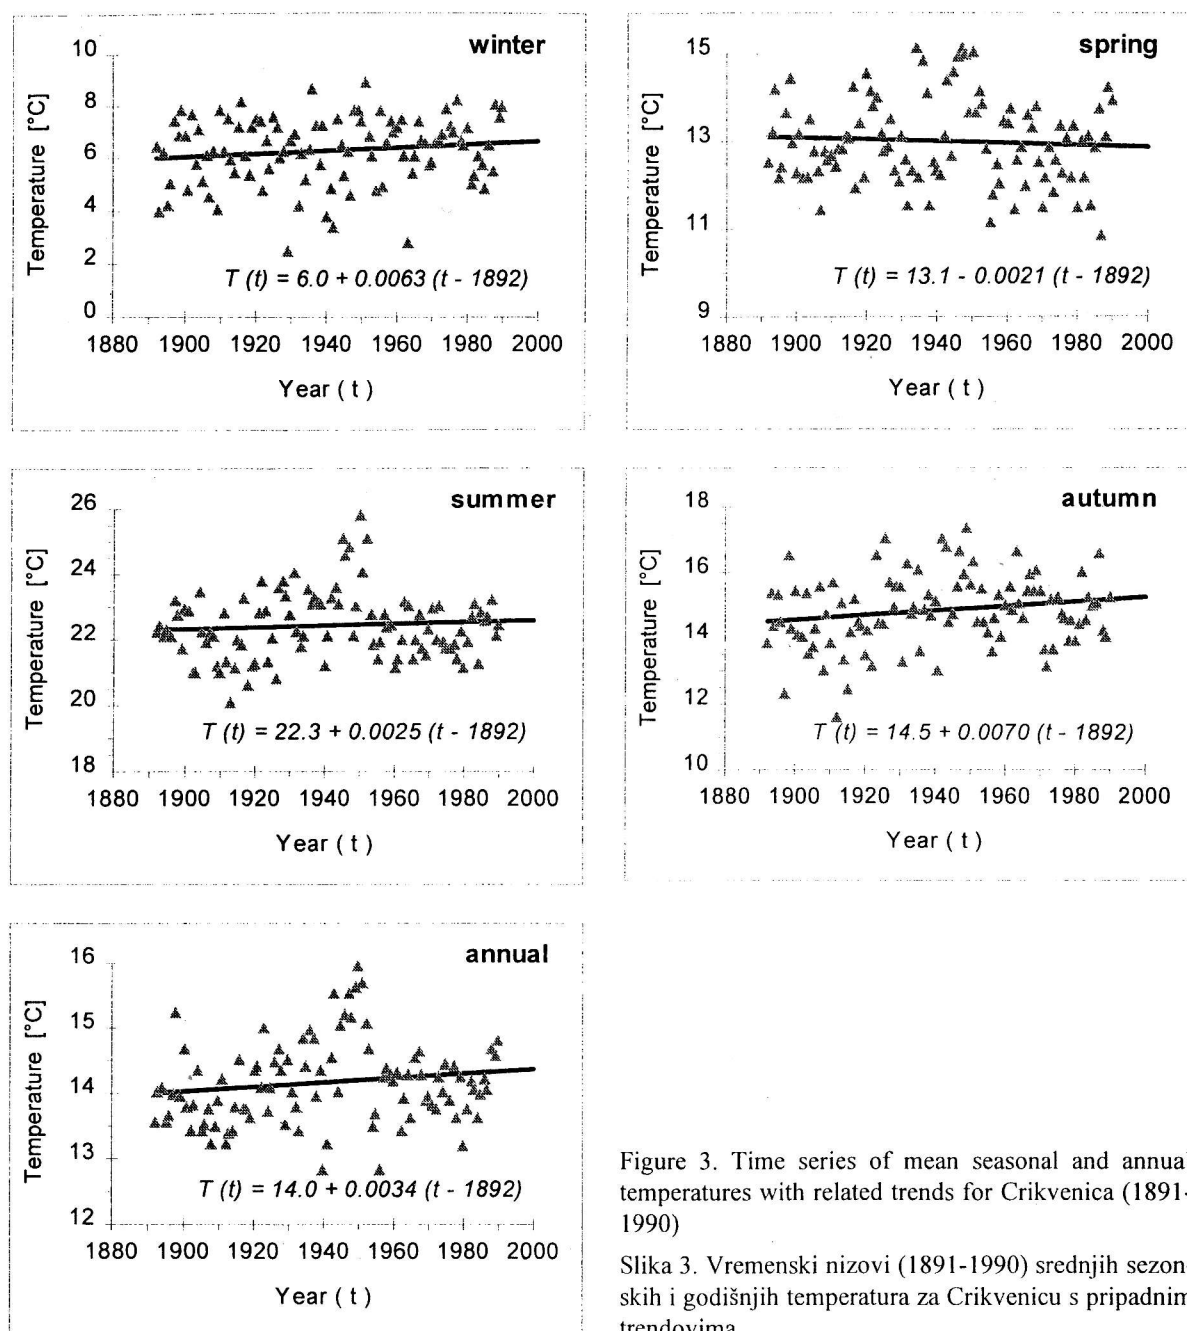 winter
10
8
6
4
2
0
Temperature [°C]
T (t) = 6.0 + 0.0063 (t - 1892)
1880 1900 1920 1940 1960 1980 2000
Year ( t )
spring
15
13
11
9
Temperature [°C]
T (t) = 13.1 - 0.0021 (t - 1892)
1880 1900 1920 1940 1960 1980 2000
Year ( t )
summer
26
24
22
20
18
Temperature [°C]
T (t) = 22.3 + 0.0025 (t - 1892)
1880 1900 1920 1940 1960 1980 2000
Year ( t )
autumn
18
16
14
12
10
Temperature [°C]
T (t) = 14.5 + 0.0070 (t - 1892)
1880 1900 1920 1940 1960 1980 2000
Year ( t )
annual
16
15
14
13
12
Temperature [°C]
T (t) = 14.0 + 0.0034 (t - 1892)
1880 1900 1920 1940 1960 1980 2000
Year ( t )
Figure 3. Time series of mean seasonal and annual
temperatures with related trends for Crikvenica (1891-
1990)
Slika 3. Vremenski nizovi (1891-1990) srednjih sezon-
skih i godišnjih temperatura za Crikvenicu s pripadnim
trendovima